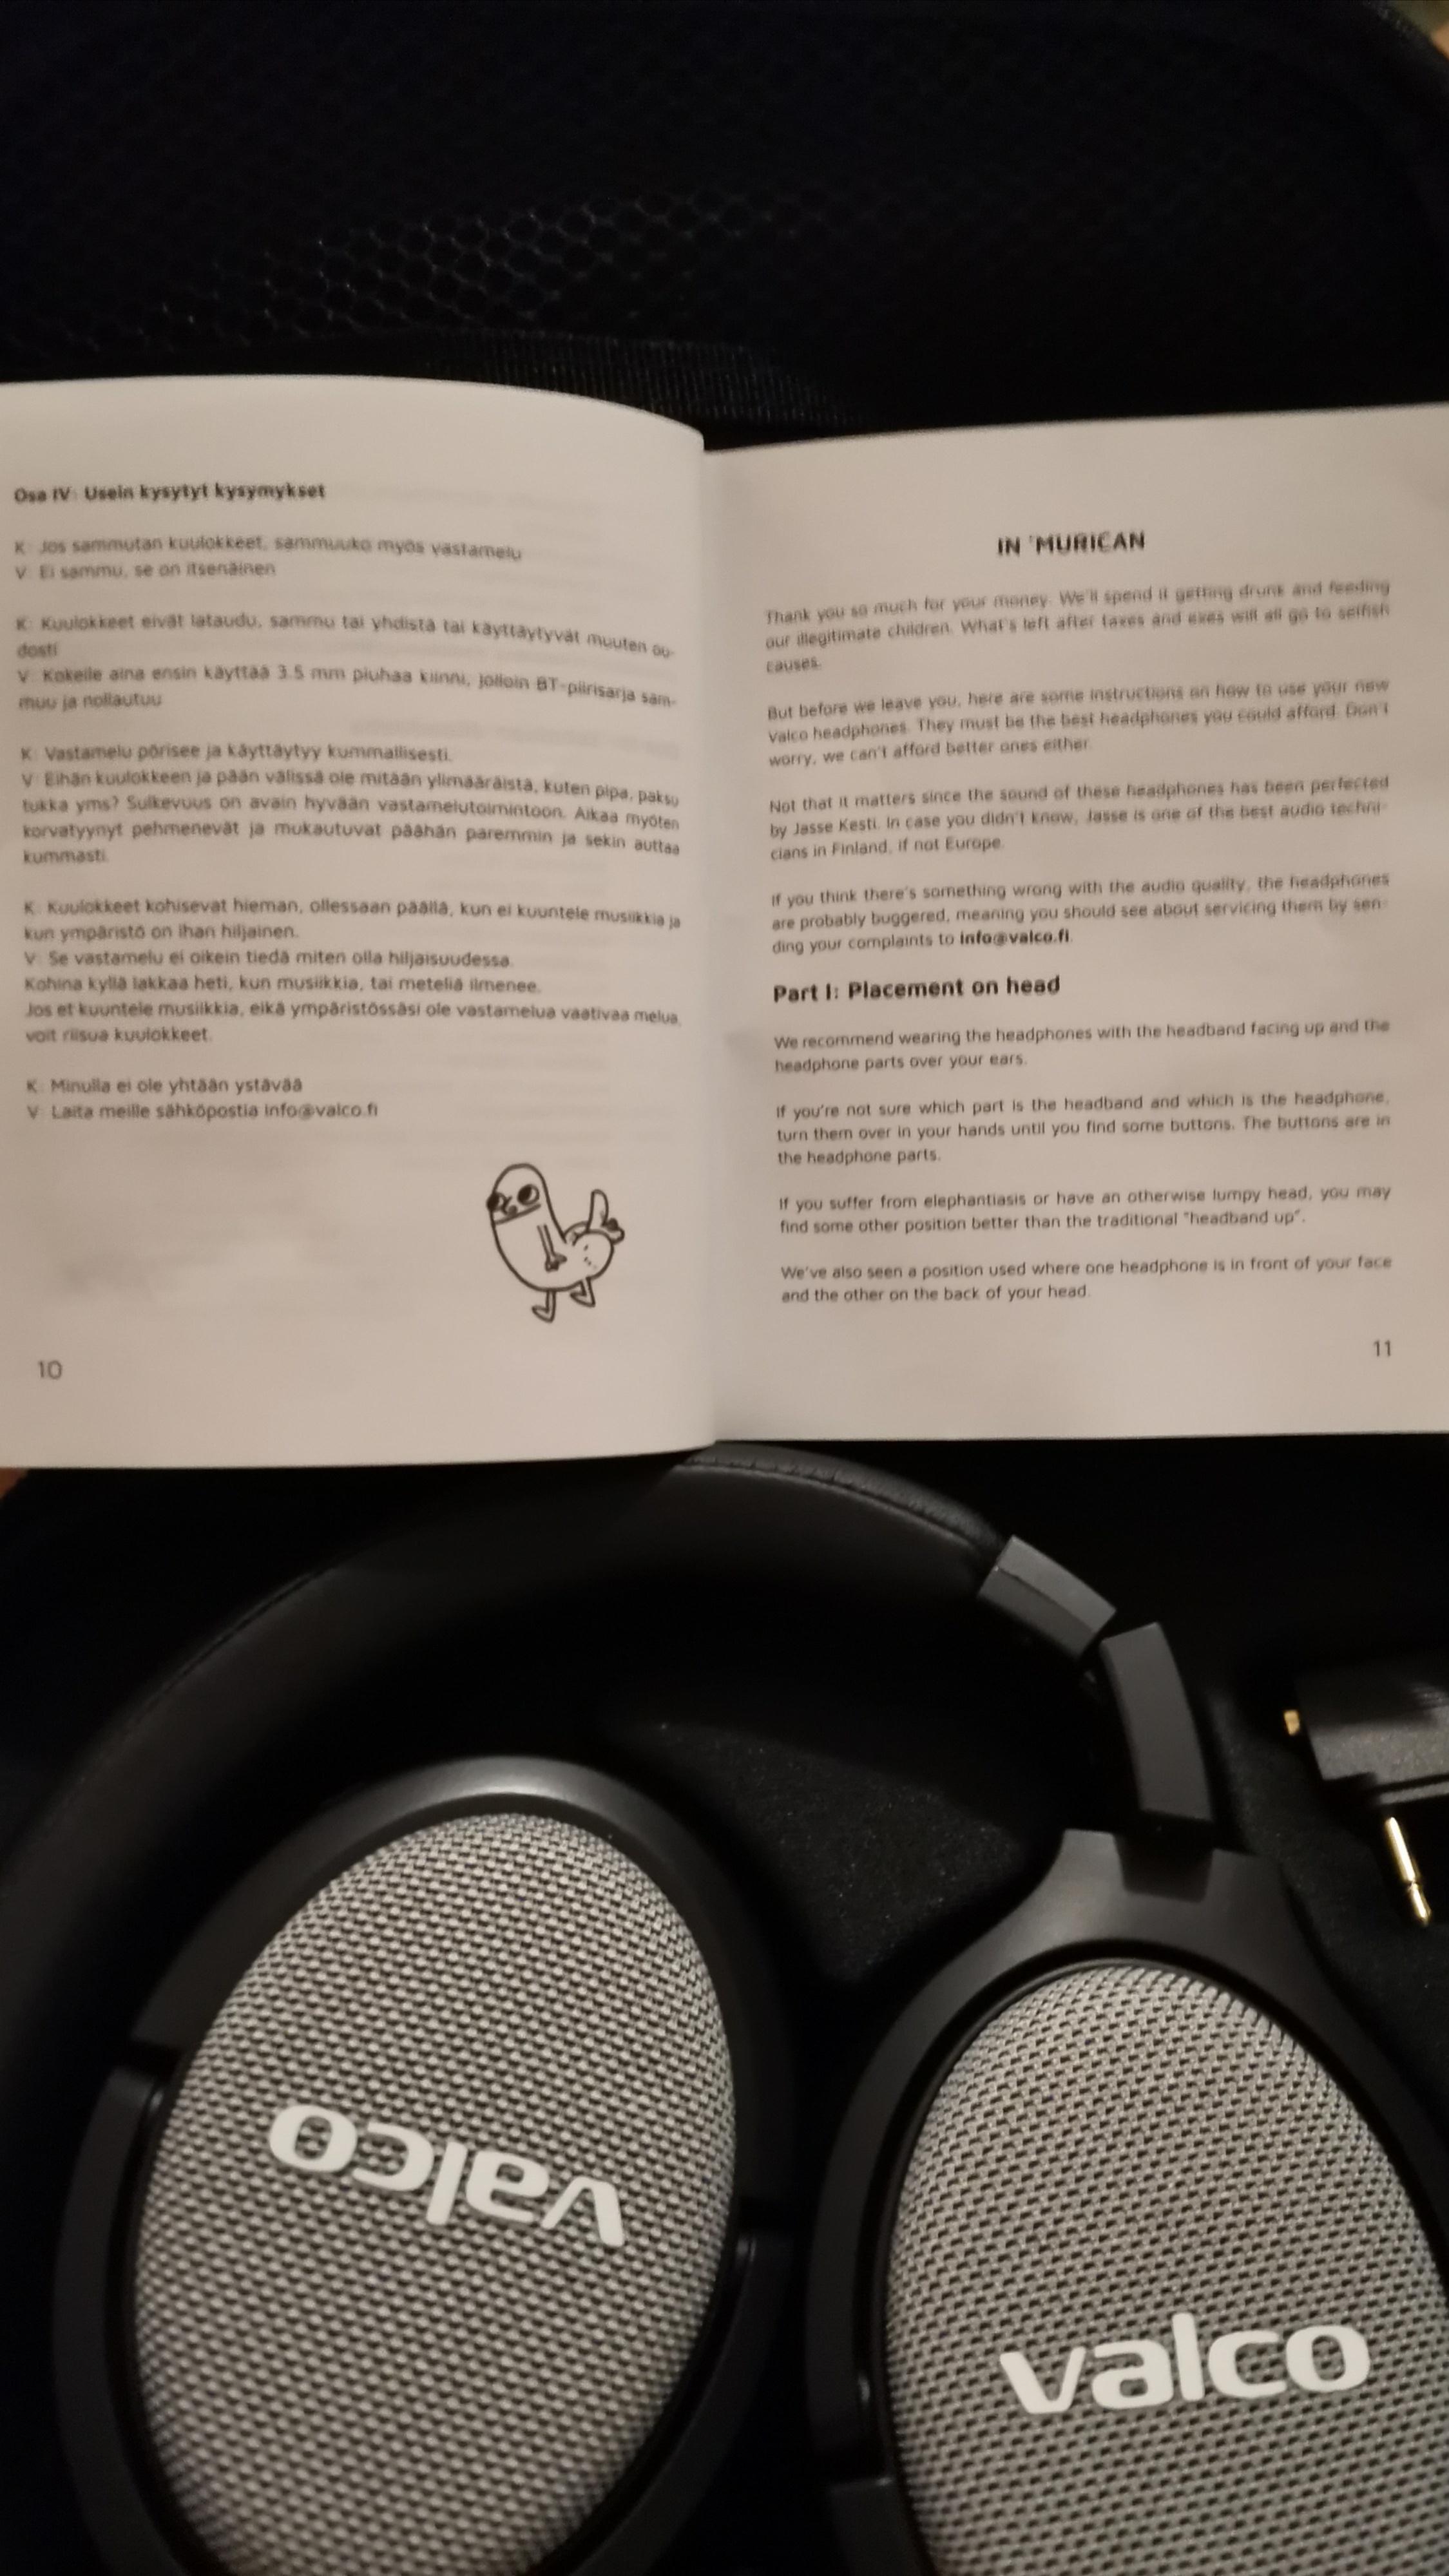 Osa IV: Usein kysytyt kysymykset
K: Jos sammutan kuulokkeet, sammuuko myös vastamelu
V: Ei sammu, se on itsenäinen
K: Kuulokkeet eivät lataudu, sammu tai yhdistä tai käyttäytyvät muuten ou-
dosti
V: Kokeile aina ensin käyttää 3.5 mm piuhaa kiinni, jolloin BT-piirisarja sam-
muu ja nollautuu
K: Vastamelu pörisee ja käyttäytyy kummallisesti.
V: Eihän kuulokkeen ja pään välissä ole mitään ylimääräistä, kuten pipa, paksu
tukka yms? Sulkevuus on avain hyvään vastamelutoimintoon. Aikaa myöten
korvatyynyt pehmenevät ja mukautuvat päähän paremmin ja sekin auttaa
kummasti.
K: Kuulokkeet kohisevat hieman, ollessaan päällä, kun ei kuuntele musiikkia ja
kun ympäristö on ihan hiljainen.
V: Se vastamelu ei oikein tiedä miten olla hiljaisuudessa.
Kohina kyllä lakkaa heti, kun musiikkia, tai meteliä ilmenee.
Jos et kuuntele musiikkia, eikä ympäristössäsi ole vastamelua vaativaa melua,
voit riisua kuulokkeet.
K: Minulla ei ole yhtään ystävää
V: Laita meille sähköpostia info@valco.fi
10
IN 'MURICAN
Thank you so much for your money. We'll spend it getting drunk and feeding
our illegitimate children. What's left after taxes and exes will all go to selfish
causes.
But before we leave you, here are some instructions on how to use your new
Valco headphones. They must be the best headphones you could afford. Don't
worry, we can't afford better ones either.
Not that it matters since the sound of these headphones has been perfected
by Jasse Kesti. In case you didn't know, Jasse is one of the best audio techni-
cians in Finland, if not Europe.
If you think there's something wrong with the audio quality, the headphones
are probably buggered, meaning you should see about servicing them by sen-
ding your complaints to info@valco.fi.
Part I: Placement on head
We recommend wearing the headphones with the headband facing up and the
headphone parts over your ears.
If you're not sure which part is the headband and which is the headphone,
turn them over in your hands until you find some buttons. The buttons are in
the headphone parts.
If you suffer from elephantiasis or have an otherwise lumpy head, you may
find some other position better than the traditional "headband up".
We've also seen a position used where one headphone is in front of your face
and the other on the back of your head.
11
valco
valco